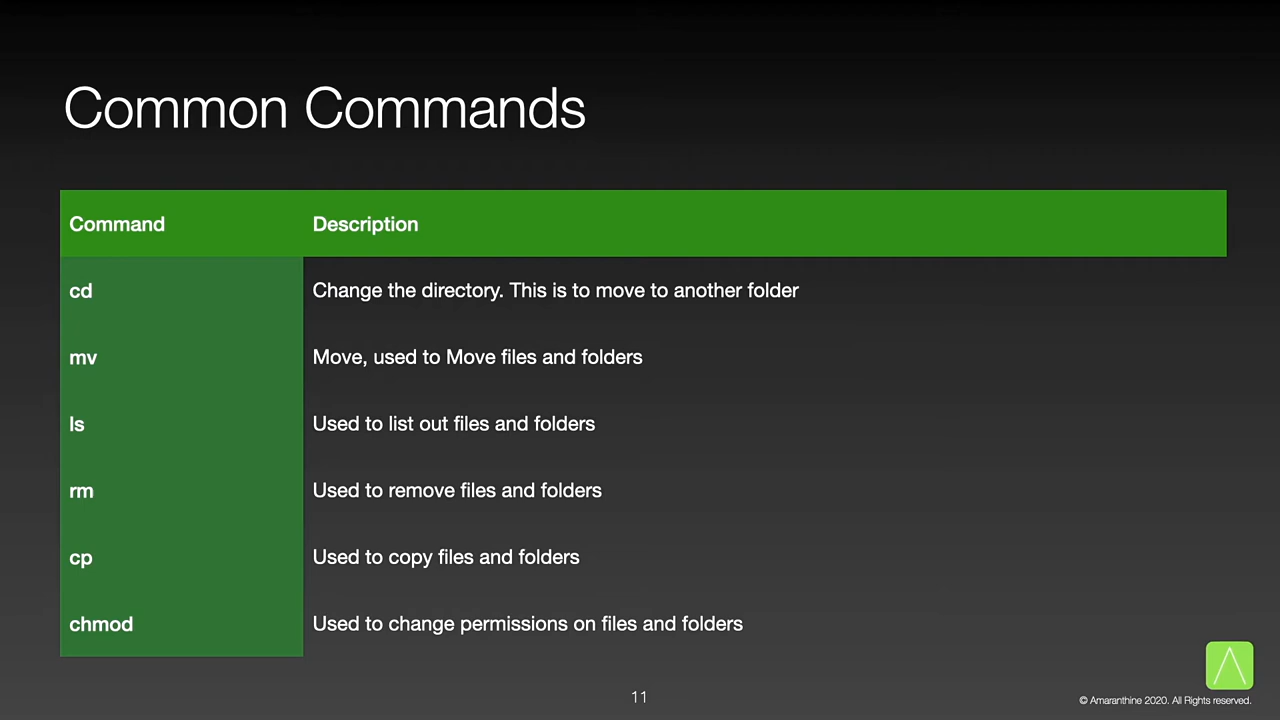 Common Commands
Command Description
cd Change the directory. This is to move to another folder
mv Move, used to Move files and folders
ls Used to list out files and folders
rm Used to remove files and folders
cp Used to copy files and folders
chmod Used to change permissions on files and folders
11
© Amaranthine 2020. All Rights reserved.